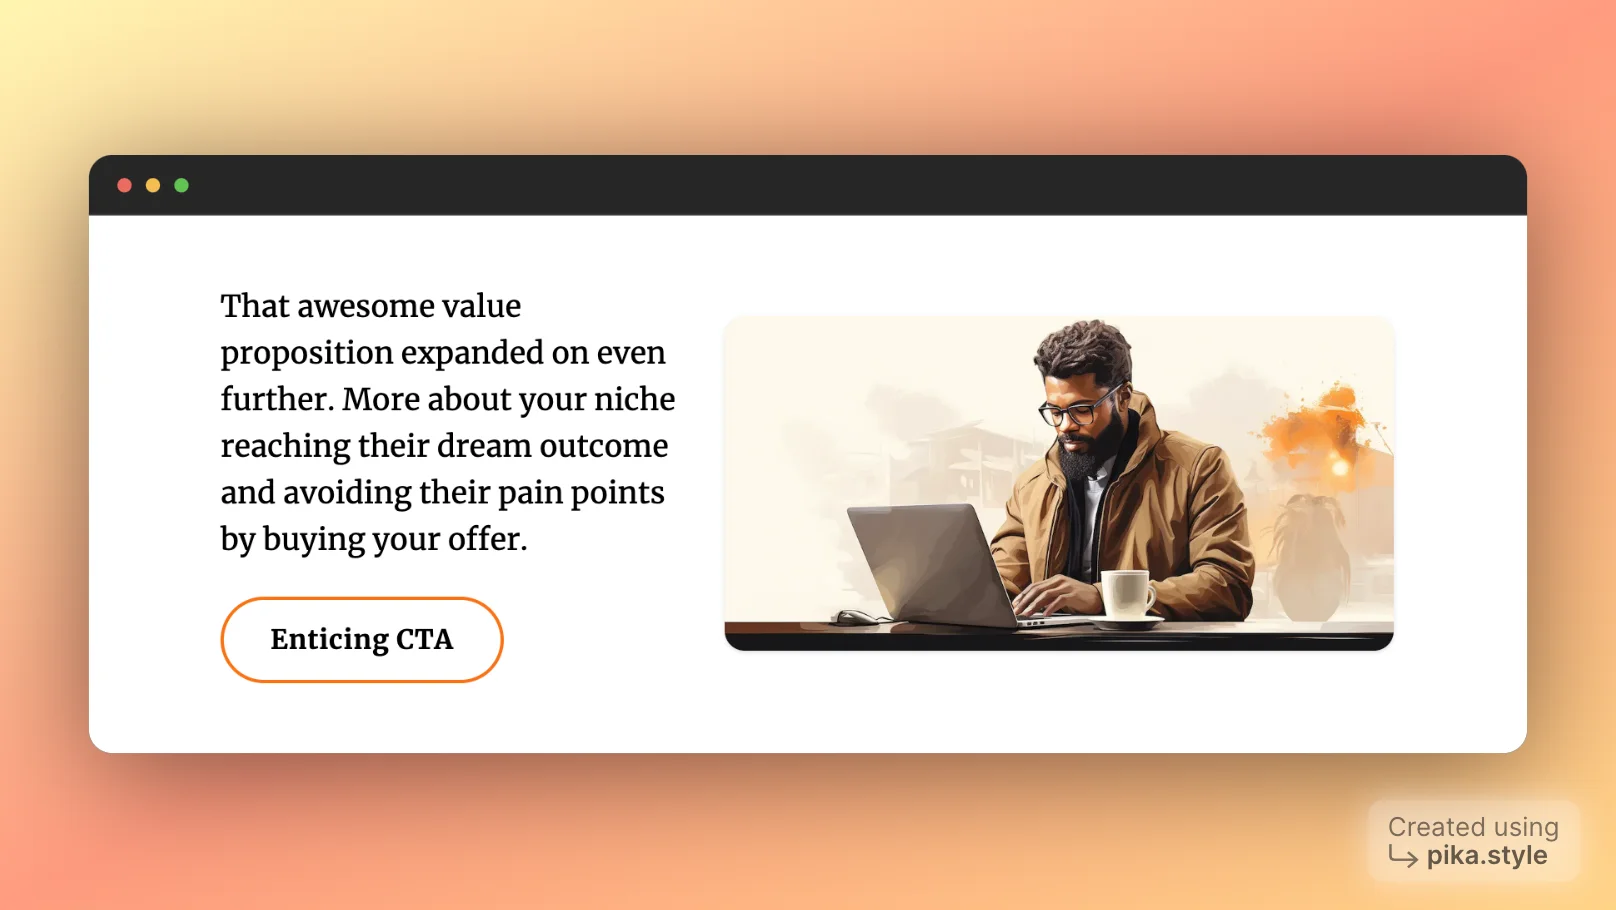 That awesome value
proposition expanded on even
further. More about your niche
reaching their dream outcome
and avoiding their pain points
by buying your offer.
Enticing CTA
Created using
pika.style